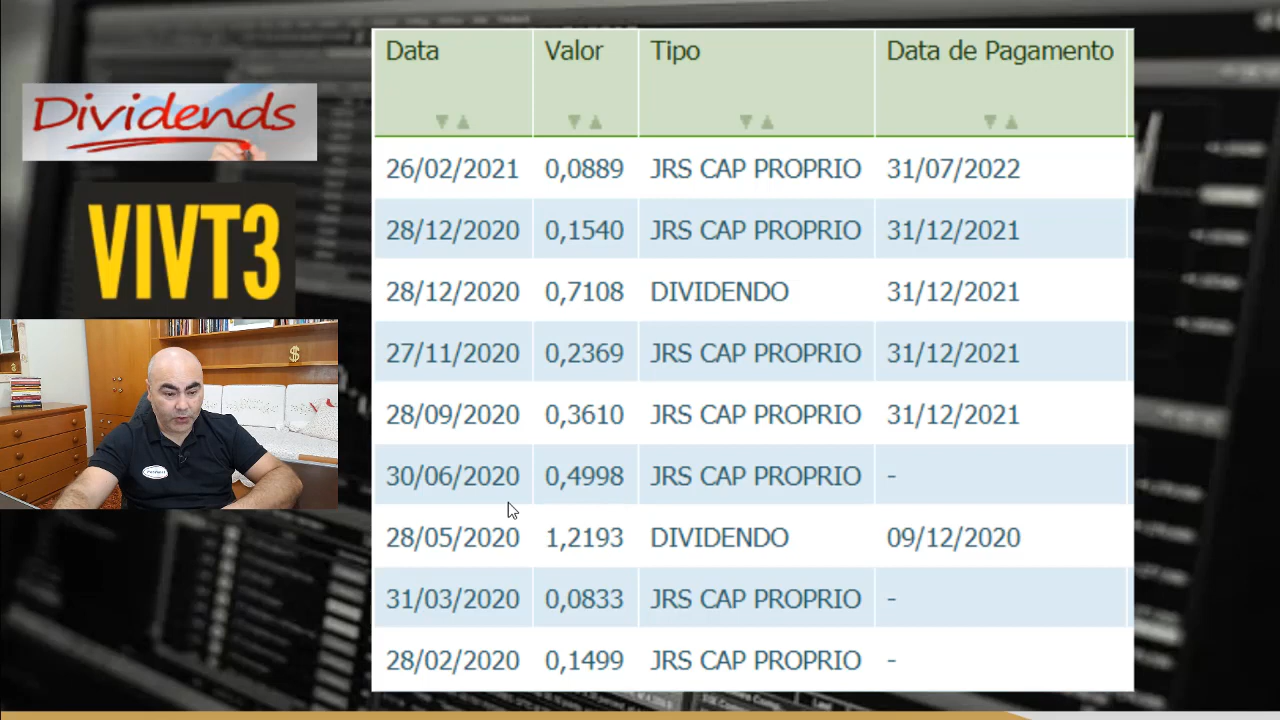 Dividends
VIVT3
Data Valor Tipo Data de Pagamento
26/02/2021 0,0889 JRS CAP PROPRIO 31/07/2022
28/12/2020 0,1540 JRS CAP PROPRIO 31/12/2021
28/12/2020 0,7108 DIVIDENDO 31/12/2021
27/11/2020 0,2369 JRS CAP PROPRIO 31/12/2021
28/09/2020 0,3610 JRS CAP PROPRIO 31/12/2021
30/06/2020 0,4998 JRS CAP PROPRIO -
28/05/2020 1,2193 DIVIDENDO 09/12/2020
31/03/2020 0,0833 JRS CAP PROPRIO -
28/02/2020 0,1499 JRS CAP PROPRIO -